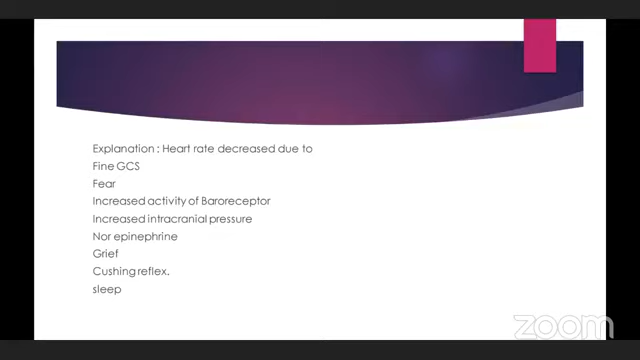 Explanation : Heart rate decreased due to
Fine GCS
Fear
Increased activity of Baroreceptor
Increased intracranial pressure
Nor epinephrine
Grief
Cushing reflex.
sleep
zoom